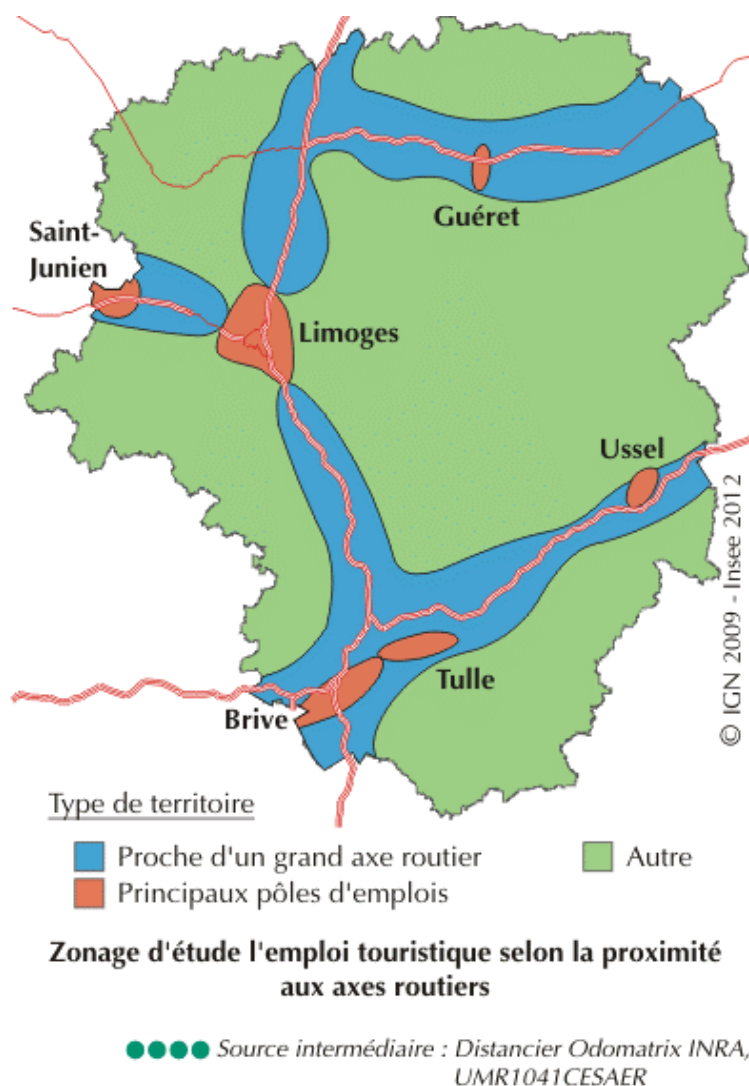 Saint-
Junien
Guéret
Limoges
Ussel
Tulle
Brive
© IGN 2009 - Insee 2012
Type de territoire
Proche d'un grand axe routier
Autre
Principaux pôles d'emplois
Zonage d'étude l'emploi touristique selon la proximité
aux axes routiers
Source intermédiaire : Distancier Odomatrix INRA,
UMR1041CESAER